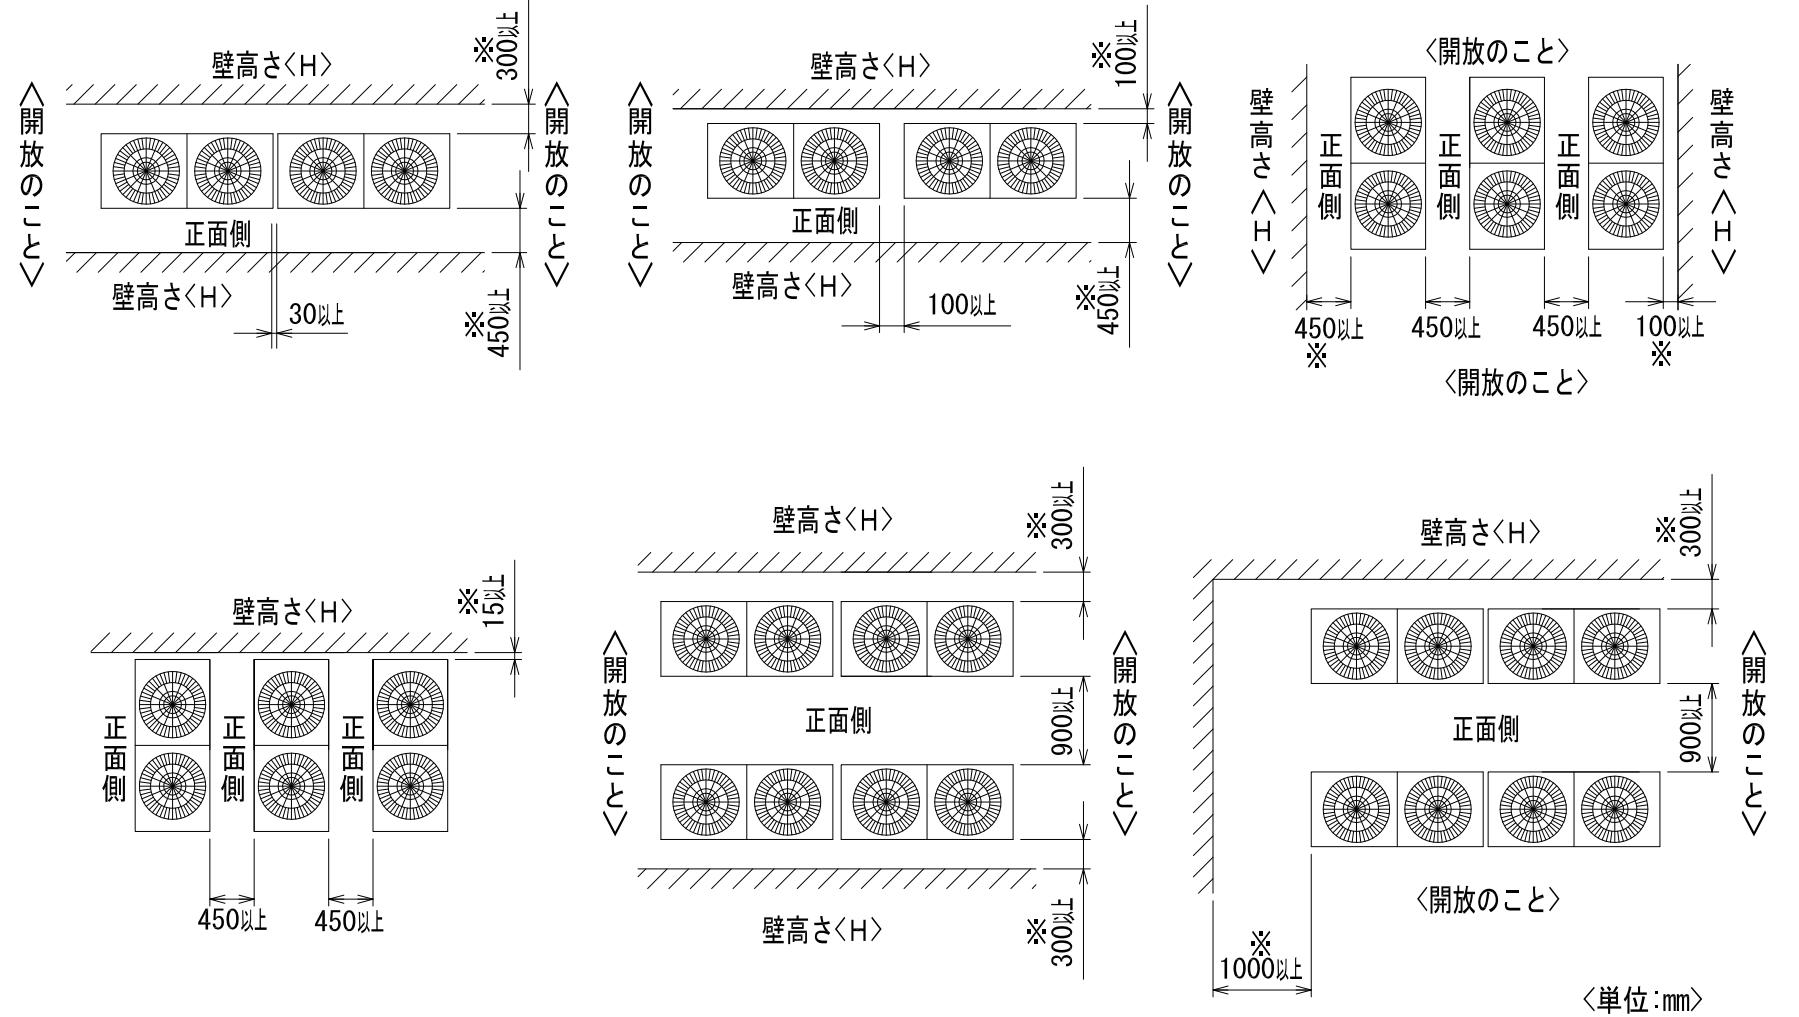 壁高さ〈H〉
※300以上
〈開放のこと〉
〈開放のこと〉
正面側
壁高さ〈H〉
30以上
※450以上
壁高さ〈H〉
※100以上
〈開放のこと〉
〈開放のこと〉
正面側
壁高さ〈H〉
100以上
※450以上
〈開放のこと〉
壁高さ〈H〉
正面側
正面側
正面側
壁高さ〈H〉
450以上
450以上
450以上
100以上
※
※
〈開放のこと〉
壁高さ〈H〉
※15以上
正面側
正面側
正面側
450以上
450以上
壁高さ〈H〉
※300以上
〈開放のこと〉
正面側
900以上
〈開放のこと〉
壁高さ〈H〉
※300以上
壁高さ〈H〉
※300以上
正面側
900以上
〈開放のこと〉
〈開放のこと〉
※
1000以上
〈単位:mm〉